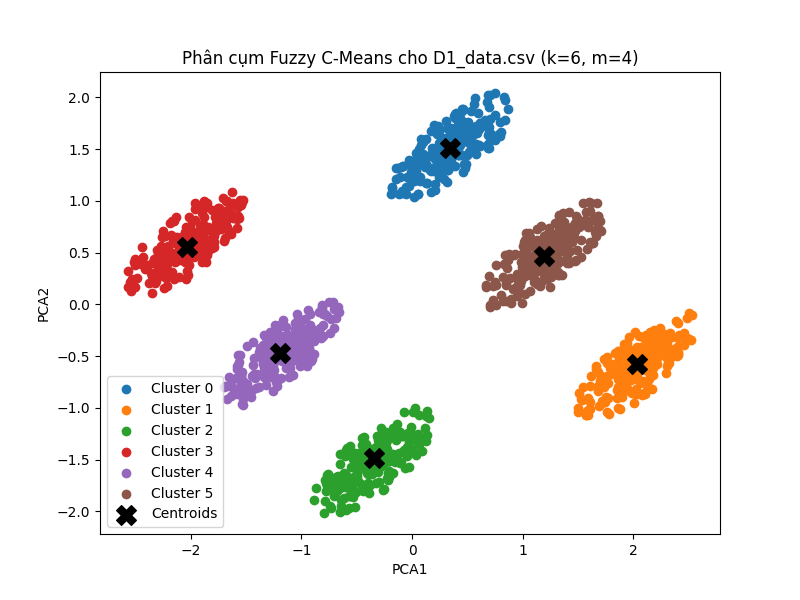 Phân cụm Fuzzy C-Means cho D1_data.csv (k=6, m=4)
PCA2
2.0
1.5
1.0
0.5
0.0
−0.5
−1.0
−1.5
−2.0
Cluster 0
Cluster 1
Cluster 2
Cluster 3
Cluster 4
Cluster 5
Centroids
−2
−1
0
1
2
PCA1